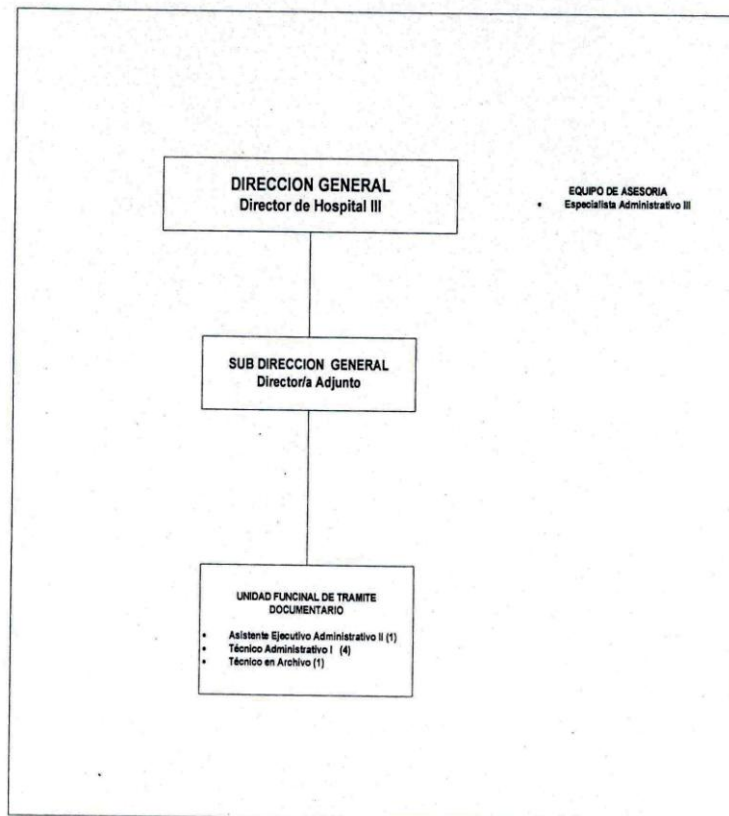 DIRECCION GENERAL
Director de Hospital III
EQUIPO DE ASESORIA
• Especialista Administrativo III
SUB DIRECCION GENERAL
Director/a Adjunto
UNIDAD FUNCINAL DE TRAMITE
DOCUMENTARIO
• Asistente Ejecutivo Administrativo II (1)
• Técnico Administrativo I (4)
• Técnico en Archivo (1)